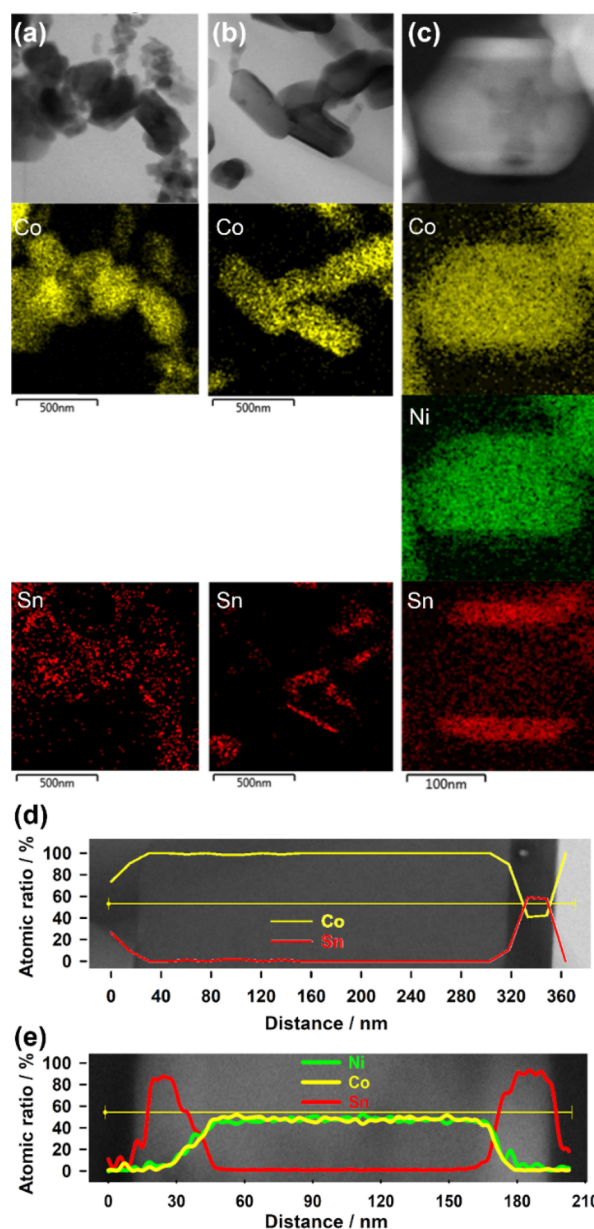 (a) (b) (c)
Co Co Co
500nm 500nm
Ni
Sn Sn Sn
500nm 500nm 100nm
(d)
Atomic ratio / %
100
80
60
40
20
0
Co
Sn
0 40 80 120 160 200 240 280 320 360
Distance / nm
(e)
Atomic ratio / %
100
80
60
40
20
0
Ni
Co
Sn
0 30 60 90 120 150 180 210
Distance / nm